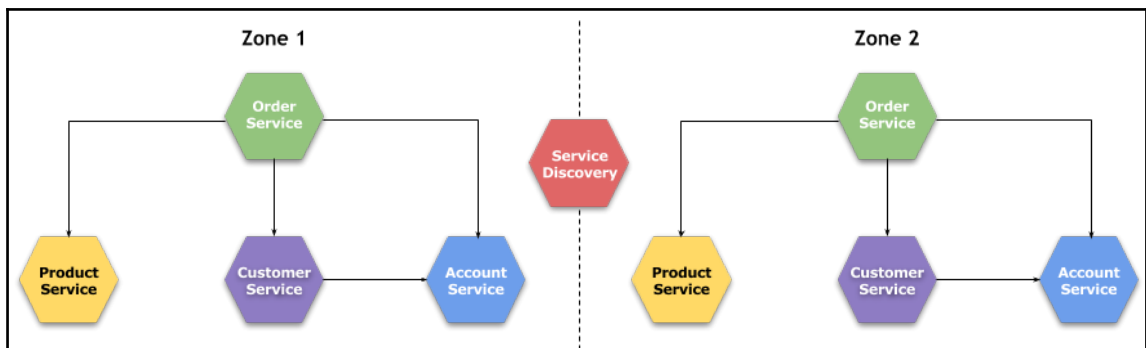 Zone 1
Zone 2
Order
Service
Order
Service
Service
Discovery
Product
Service
Customer
Service
Account
Service
Product
Service
Customer
Service
Account
Service